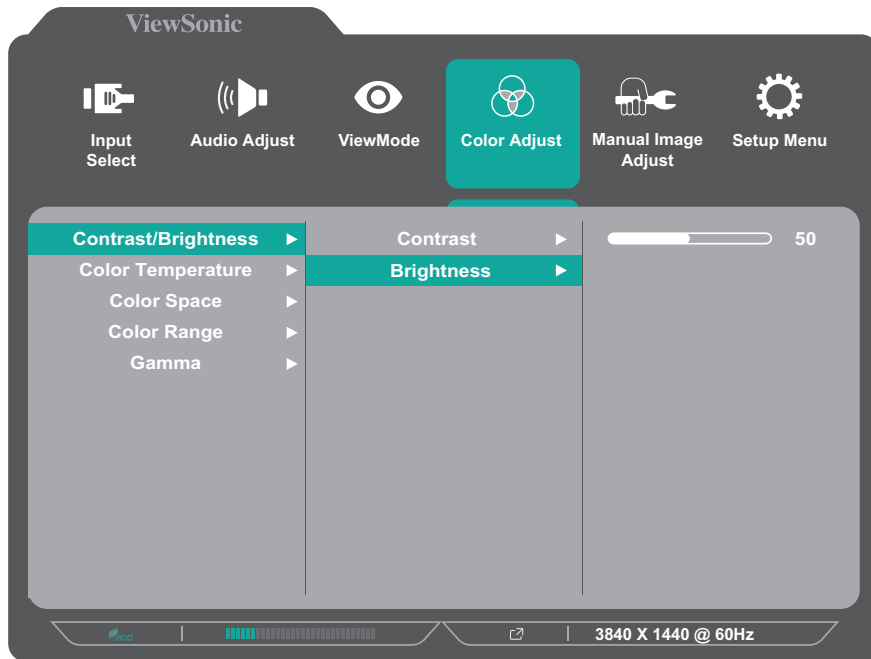 ViewSonic
Input
Select
Audio Adjust
ViewMode
Color Adjust
Manual Image
Adjust
Setup Menu
Contrast/Brightness
Contrast
50
Color Temperature
Brightness
Color Space
Color Range
Gamma
eco
3840 X 1440 @ 60Hz